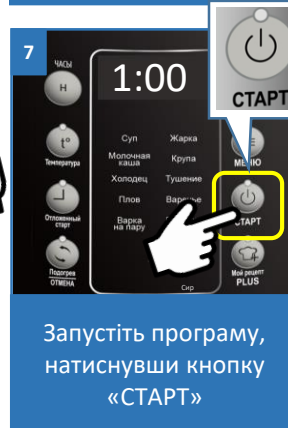 7
ЧАСЫ
Н
1:00
СТАРТ
t°
Температура
Суп Жарка
Молочная каша
Крупа
МЕНЮ
Холодец Тушение
Отложенный старт
Плов
Варенье
СТАРТ
Варка на пару
Подогрев
ОТМЕНА
Мой рецепт
PLUS
Сыр
Запустіть програму,
натиснувши кнопку
«СТАРТ»